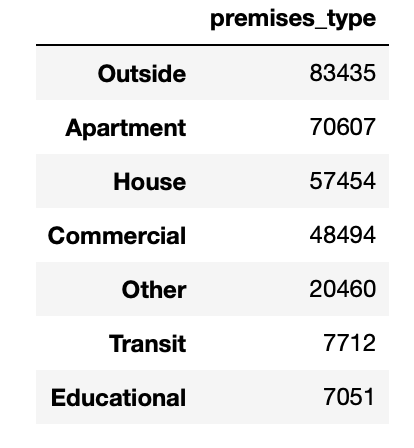 premises_type
Outside 83435
Apartment 70607
House 57454
Commercial 48494
Other 20460
Transit 7712
Educational 7051